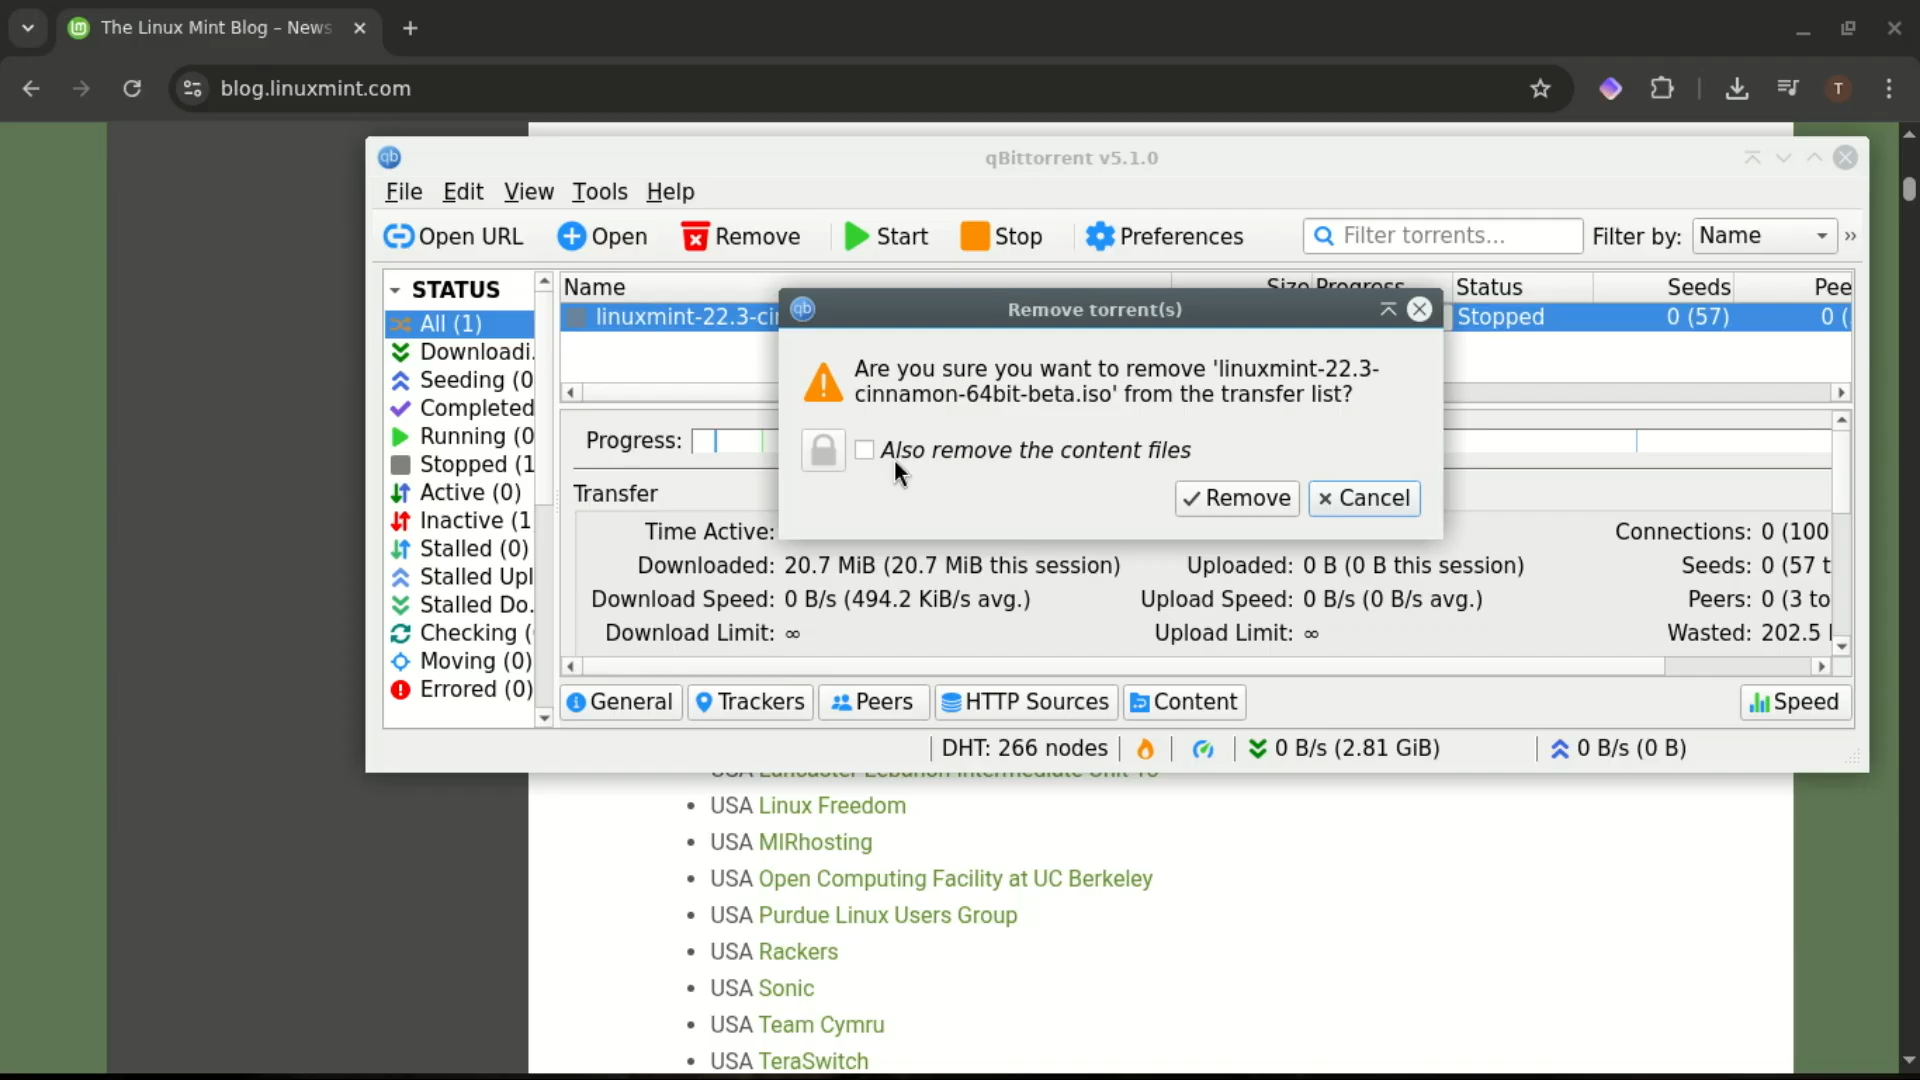 The Linux Mint Blog – News
blog.linuxmint.com
T
qBittorrent v5.1.0
File Edit View Tools Help
Open URL Open Remove Start Stop Preferences Filter torrents... Filter by: Name »
STATUS
All (1)
Downloadi.
Seeding (0
Completed
Running (0
Stopped (1
Active (0)
Inactive (1
Stalled (0)
Stalled Upl
Stalled Do.
Checking (
Moving (0)
Errored (0)
Name Size Progress Status Seeds Pee
linuxmint-22.3-ci Stopped 0 (57) 0 (
Remove torrent(s)
Are you sure you want to remove 'linuxmint-22.3-
cinnamon-64bit-beta.iso' from the transfer list?
Also remove the content files
Remove Cancel
Progress:
Transfer
Time Active: Connections: 0 (100
Downloaded: 20.7 MiB (20.7 MiB this session) Uploaded: 0 B (0 B this session) Seeds: 0 (57 t
Download Speed: 0 B/s (494.2 KiB/s avg.) Upload Speed: 0 B/s (0 B/s avg.) Peers: 0 (3 to
Download Limit: ∞ Upload Limit: ∞ Wasted: 202.5
General Trackers Peers HTTP Sources Content Speed
DHT: 266 nodes 0 B/s (2.81 GiB) 0 B/s (0 B)
• USA Linux Freedom
• USA MIRhosting
• USA Open Computing Facility at UC Berkeley
• USA Purdue Linux Users Group
• USA Rackers
• USA Sonic
• USA Team Cymru
• USA TeraSwitch